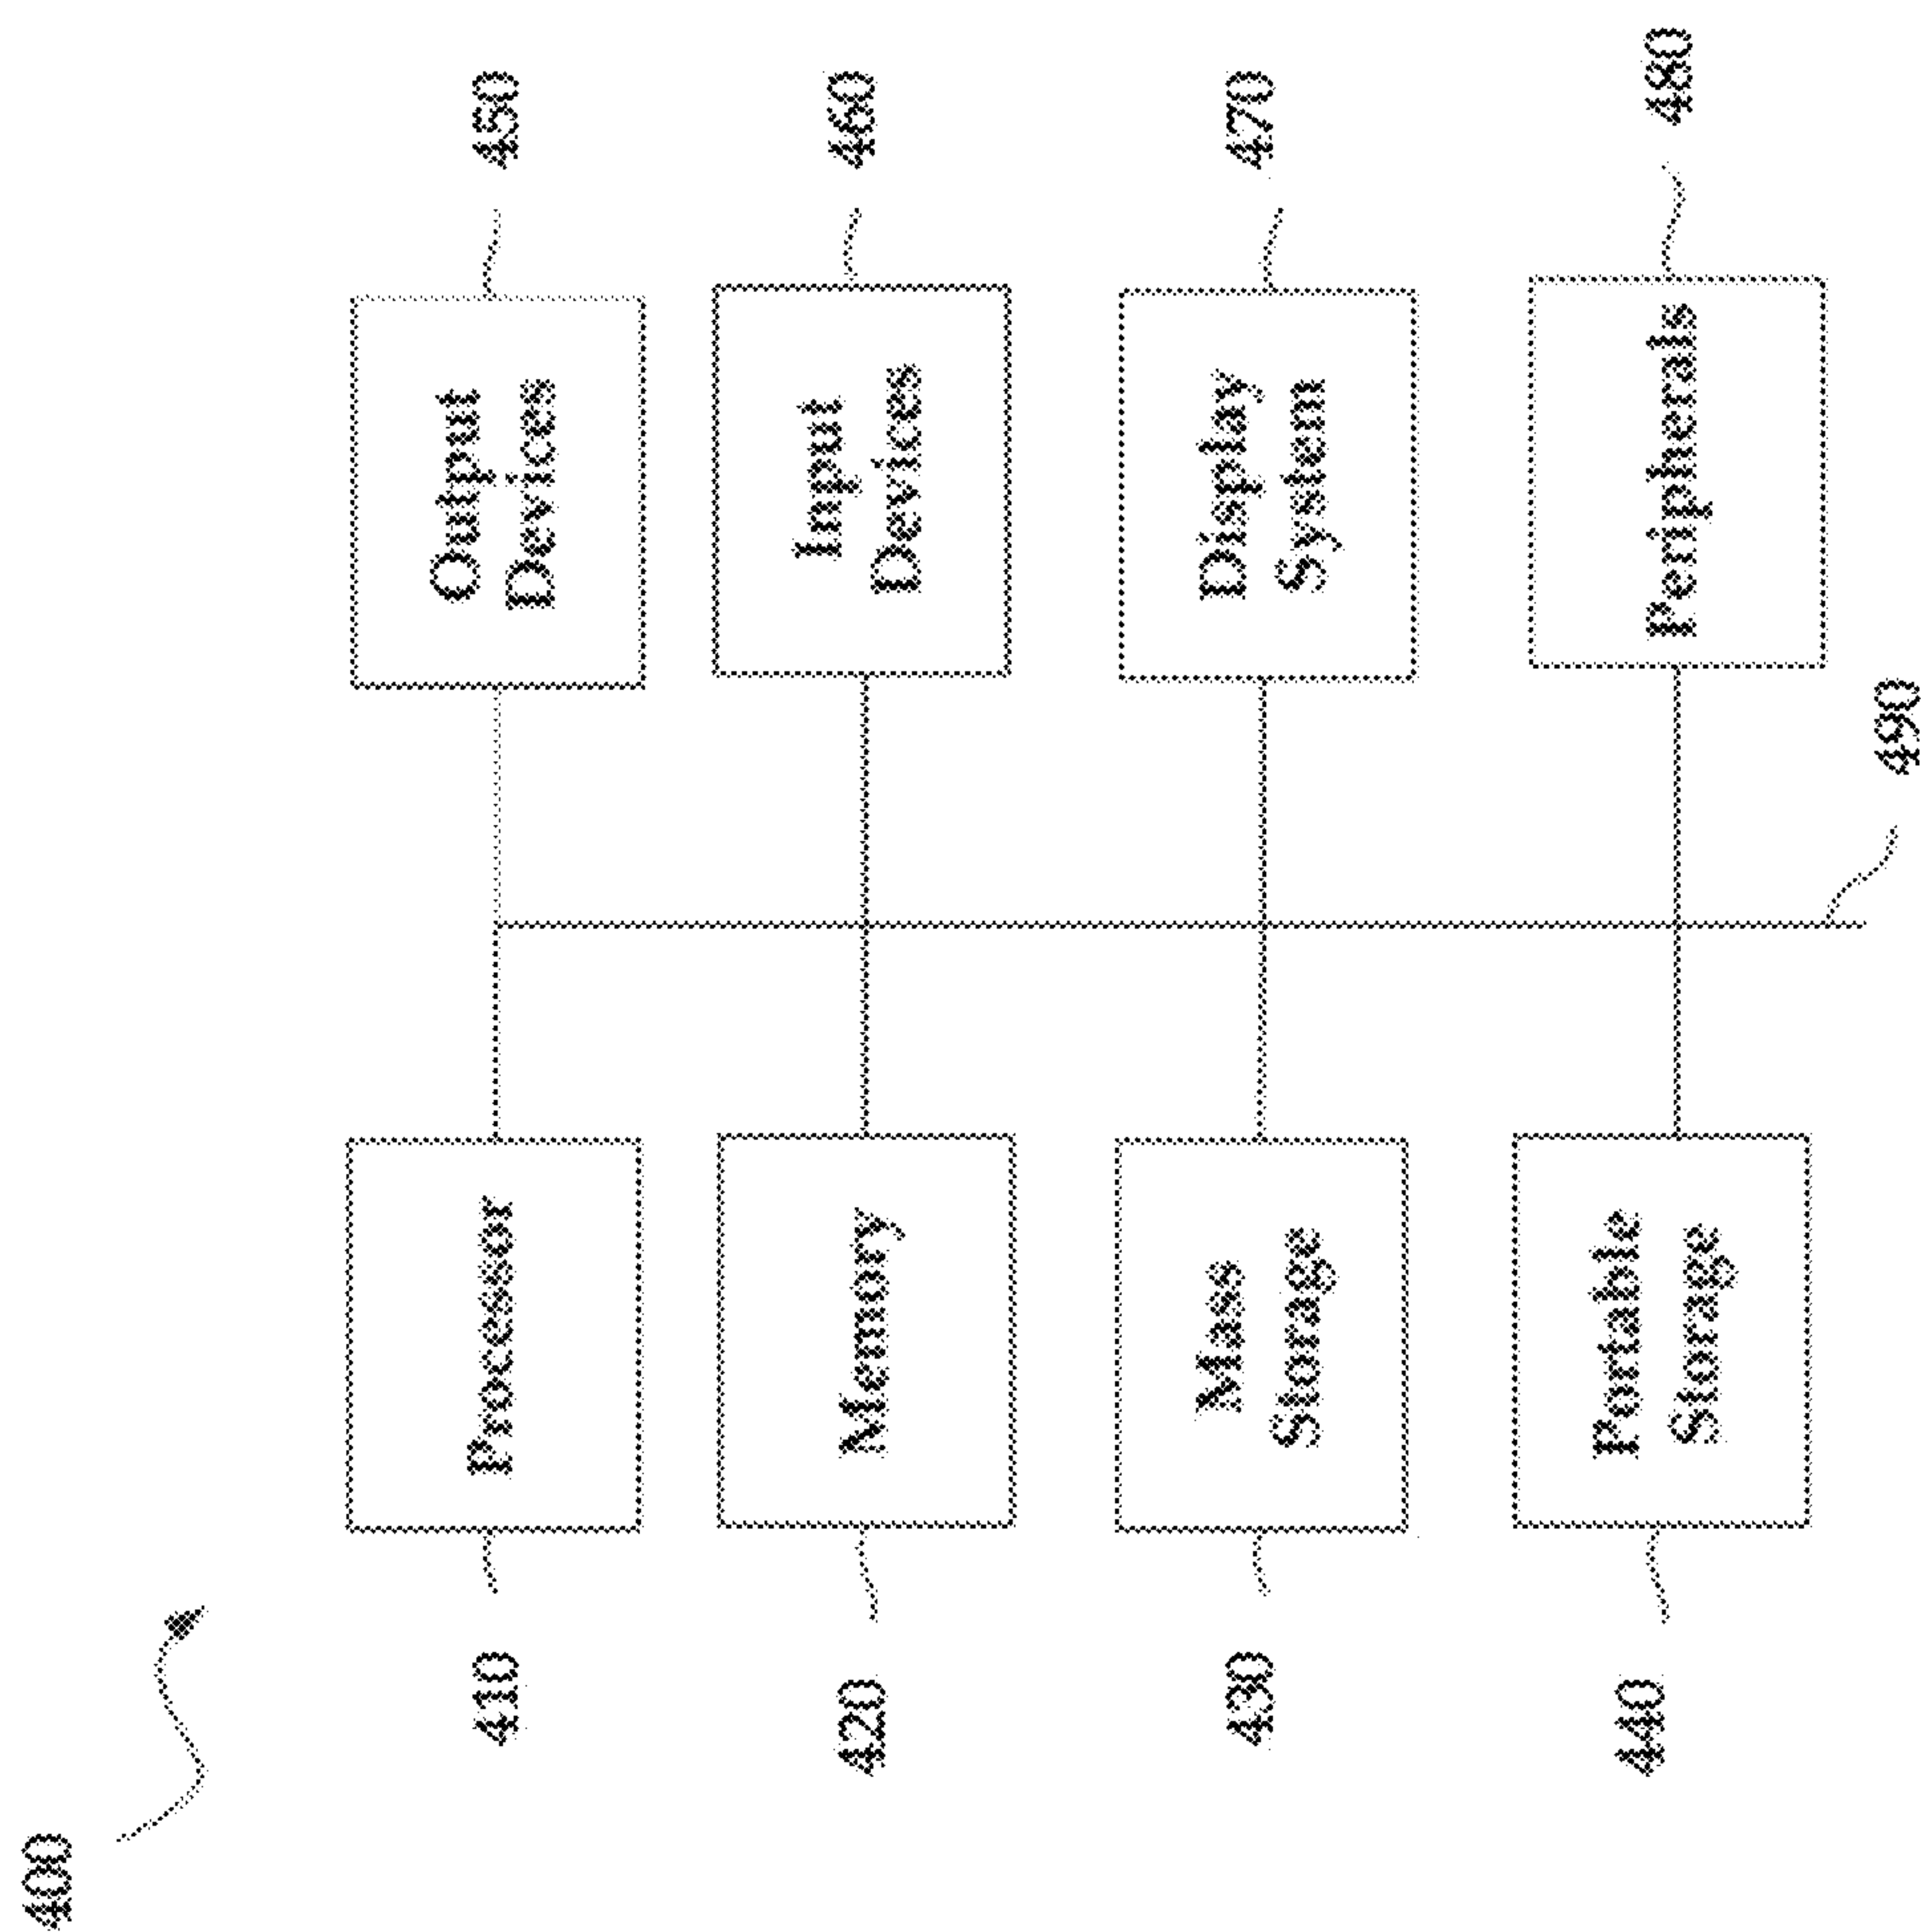 400
410
Processor
Output
Devices
450
420
Memory
Input
Devices
460
430
Mass
Storage
Display
System
470
440
Portable
Storage
Peripherals
480
490